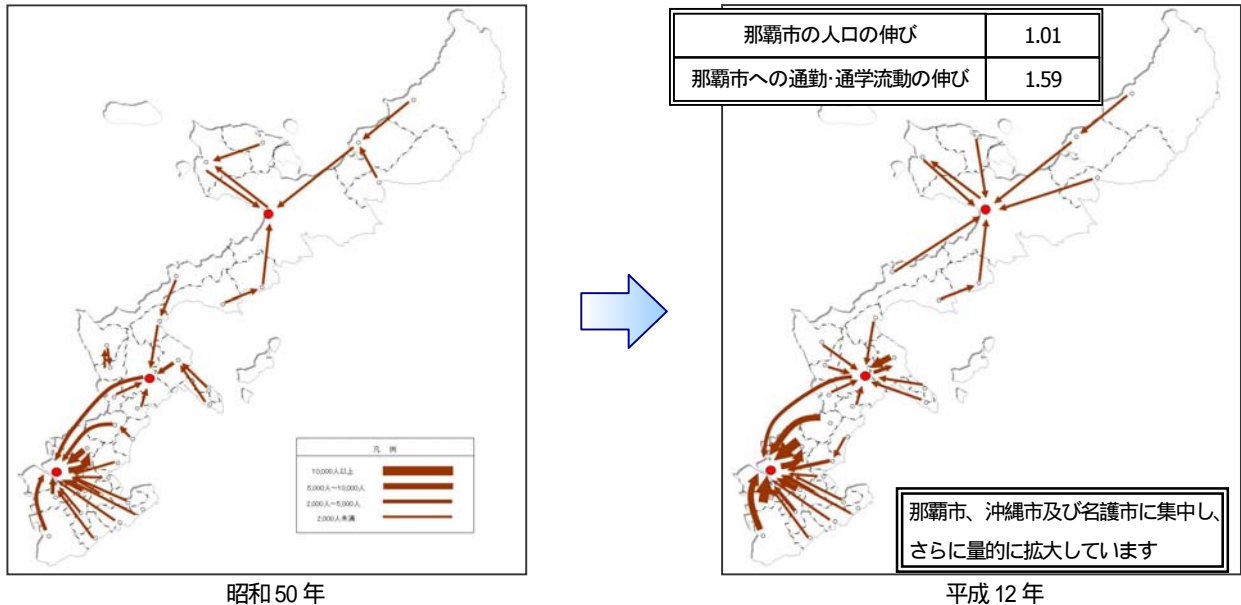 那覇市の人口の伸び 1.01
那覇市への通勤・通学流動の伸び 1.59
凡 例
10,000人以上
5,000人～10,000人
2,000人～5,000人
2,000人未満
那覇市、沖縄市及び名護市に集中し、
さらに量的に拡大しています
昭和50年
平成12年